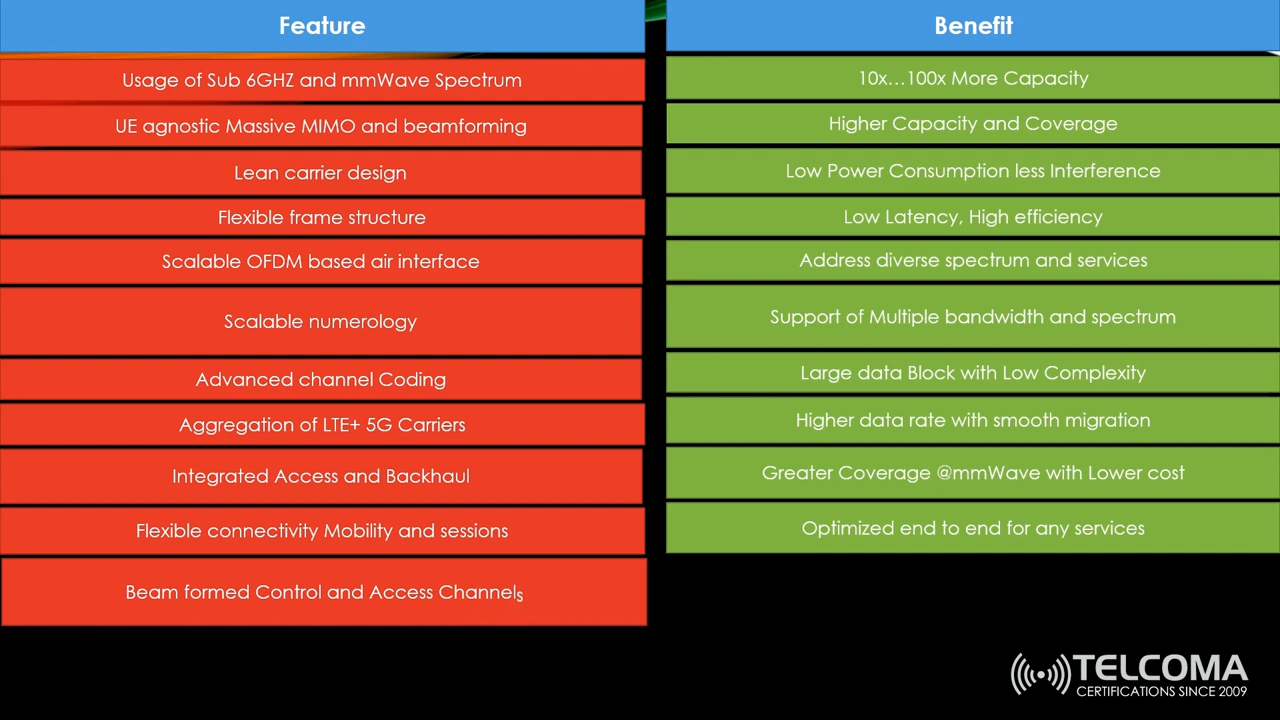 Feature
Benefit
Usage of Sub 6GHZ and mmWave Spectrum
10x...100x More Capacity
UE agnostic Massive MIMO and beamforming
Higher Capacity and Coverage
Lean carrier design
Low Power Consumption less Interference
Flexible frame structure
Low Latency, High efficiency
Scalable OFDM based air interface
Address diverse spectrum and services
Scalable numerology
Support of Multiple bandwidth and spectrum
Advanced channel Coding
Large data Block with Low Complexity
Aggregation of LTE+ 5G Carriers
Higher data rate with smooth migration
Integrated Access and Backhaul
Greater Coverage @mmWave with Lower cost
Flexible connectivity Mobility and sessions
Optimized end to end for any services
Beam formed Control and Access Channels
TELCOMA
CERTIFICATIONS SINCE 2009